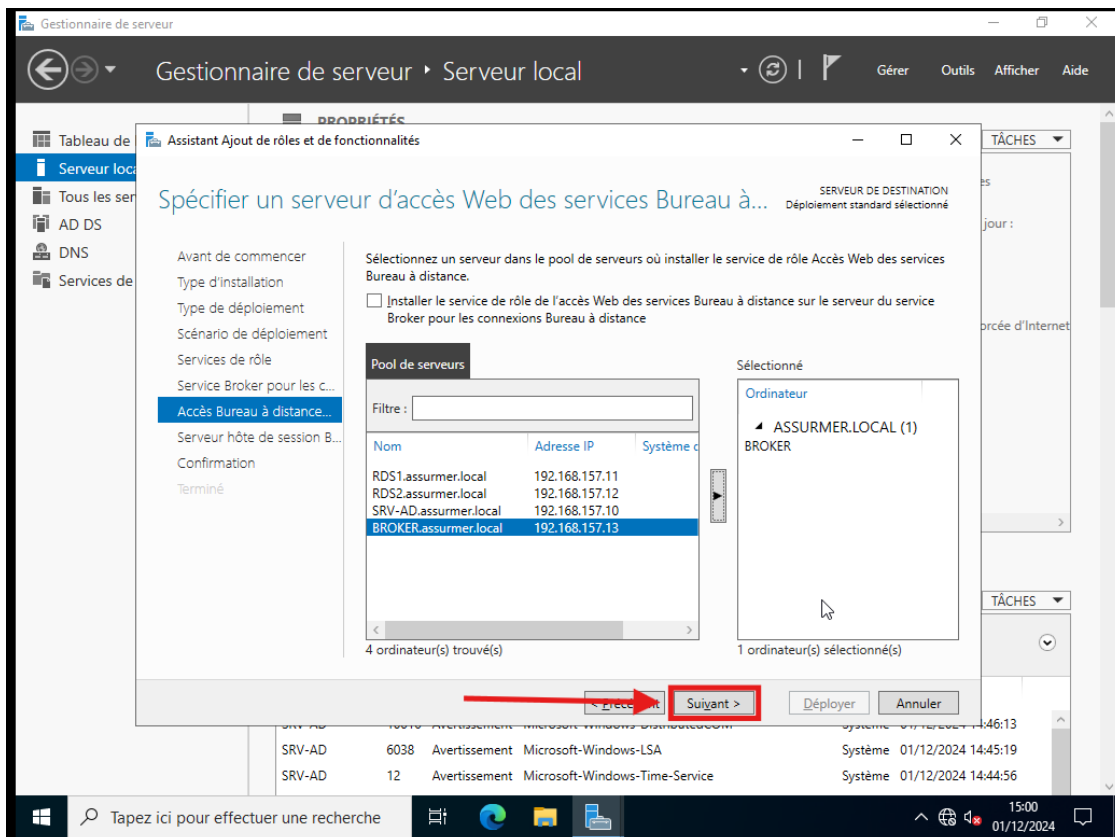 Gestionnaire de serveur
Gestionnaire de serveur Serveur local
Gérer Outils Afficher Aide
PROPRIÉTÉS
TÂCHES
Tableau de
Serveur loca
Tous les ser
AD DS
DNS
Services de
jour :
orcée d'Internet
Assistant Ajout de rôles et de fonctionnalités
Spécifier un serveur d'accès Web des services Bureau à...
SERVEUR DE DESTINATION
Déploiement standard sélectionné
Avant de commencer
Type d'installation
Type de déploiement
Scénario de déploiement
Services de rôle
Service Broker pour les c...
Accès Bureau à distance...
Serveur hôte de session B...
Confirmation
Terminé
Sélectionnez un serveur dans le pool de serveurs où installer le service de rôle Accès Web des services
Bureau à distance.
Installer le service de rôle de l'accès Web des services Bureau à distance sur le serveur du service
Broker pour les connexions Bureau à distance
Pool de serveurs
Filtre :
Nom Adresse IP Système
RDS1.assurmer.local 192.168.157.11
RDS2.assurmer.local 192.168.157.12
SRV-AD.assurmer.local 192.168.157.10
BROKER.assurmer.local 192.168.157.13
4 ordinateur(s) trouvé(s)
Sélectionné
Ordinateur
ASSURMER.LOCAL (1)
BROKER
1 ordinateur(s) sélectionné(s)
Suivant > Déployer Annuler
TÂCHES
SRV-AD Avertissement Système 01/12/2024 14:46:13
SRV-AD 6038 Avertissement Microsoft-Windows-LSA Système 01/12/2024 14:45:19
SRV-AD 12 Avertissement Microsoft-Windows-Time-Service Système 01/12/2024 14:44:56
Tapez ici pour effectuer une recherche
15:00
01/12/2024